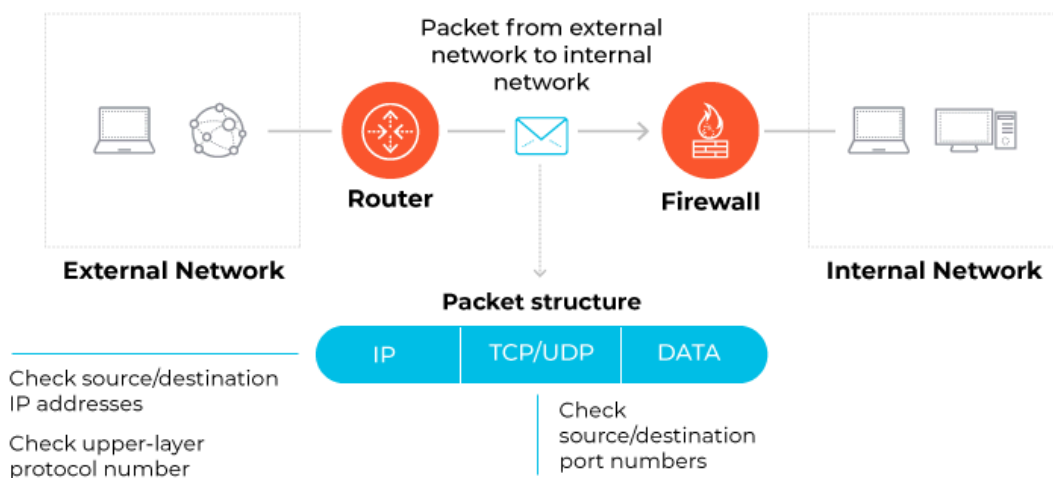 Packet from external
network to internal
network
Router
Firewall
External Network
Internal Network
Packet structure
IP
TCP/UDP
DATA
Check source/destination
IP addresses
Check upper-layer
protocol number
Check
source/destination
port numbers